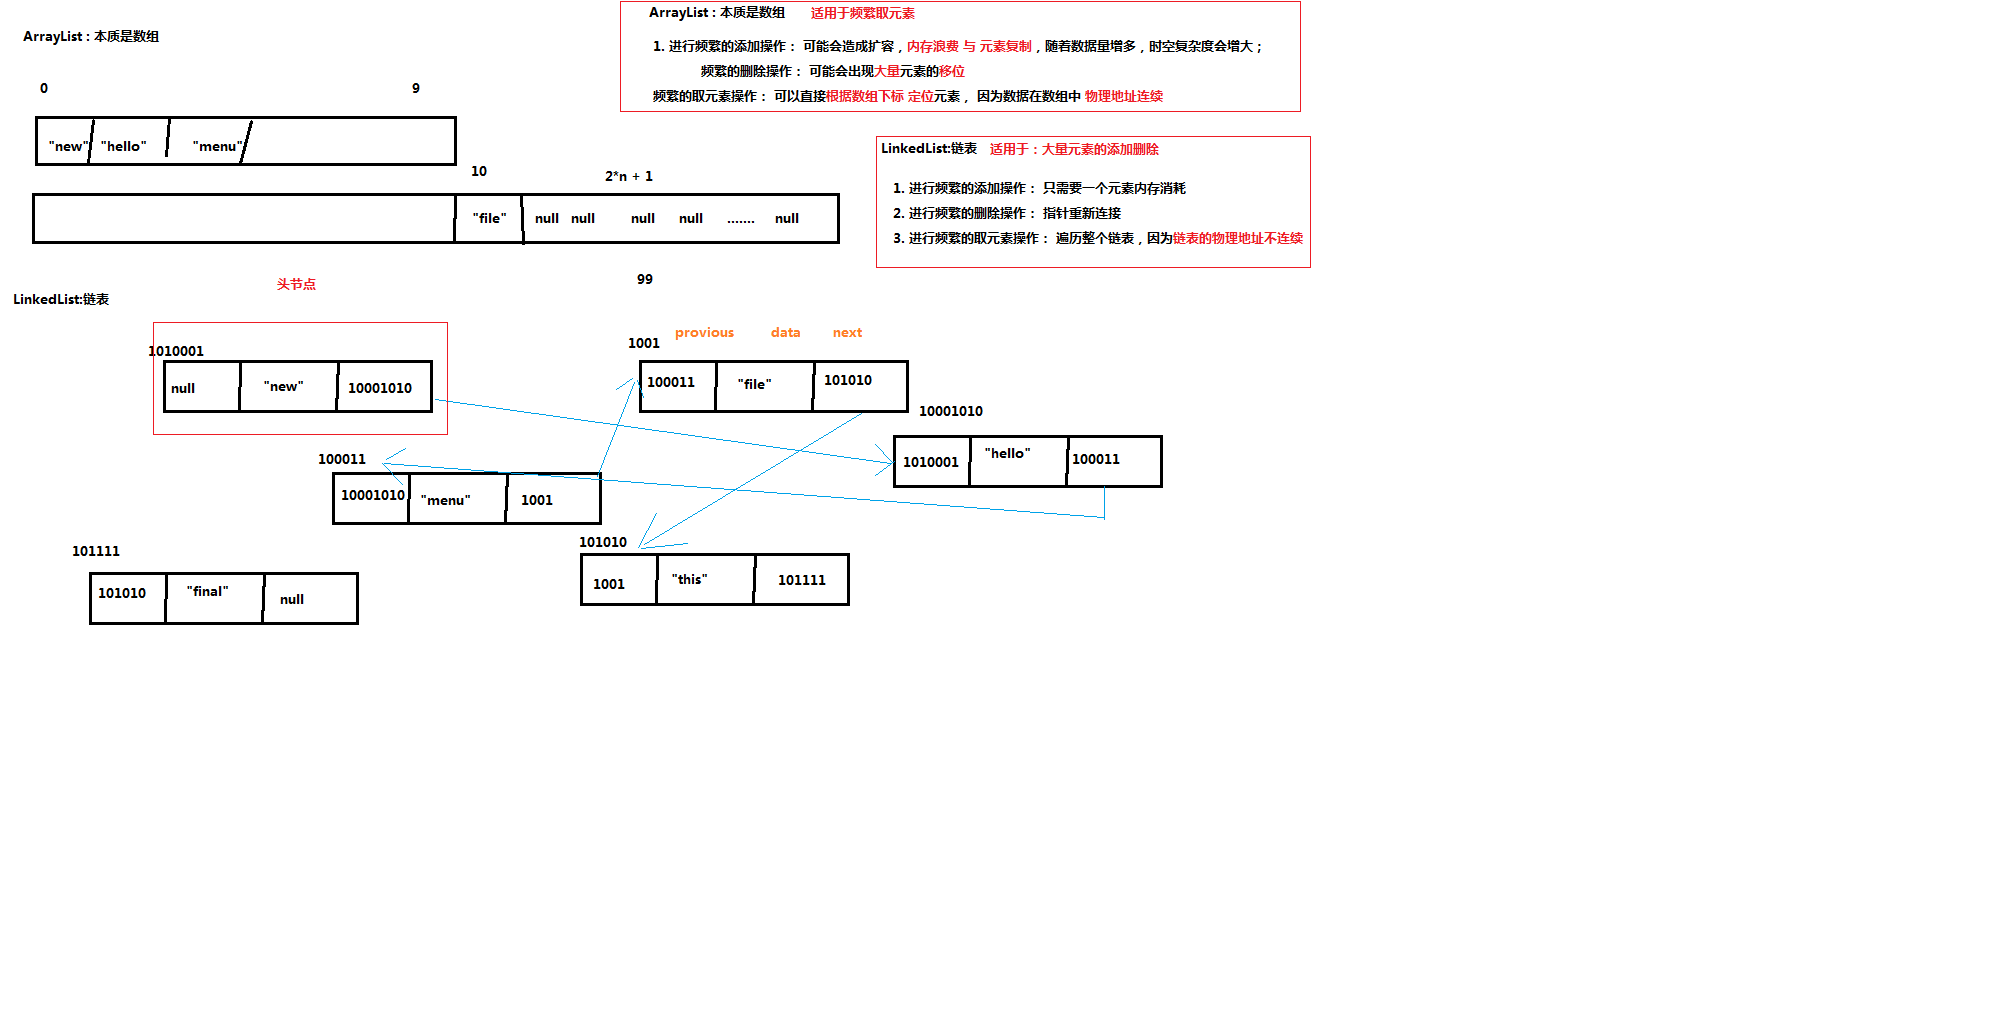 ArrayList : 本质是数组 适用于频繁取元素
1. 进行频繁的添加操作： 可能会造成扩容，内存浪费 与 元素复制，随着数据量增多，时空复杂度会增大；
频繁的删除操作： 可能会出现大量元素的移位
频繁的取元素操作： 可以直接根据数组下标 定位元素， 因为数据在数组中 物理地址连续
ArrayList : 本质是数组
0 9
"new" "hello" "menu"
LinkedList:链表 适用于：大量元素的添加删除
1. 进行频繁的添加操作： 只需要一个元素内存消耗
2. 进行频繁的删除操作： 指针重新连接
3. 进行频繁的取元素操作： 遍历整个链表，因为链表的物理地址不连续
10 2*n + 1
"file" null null null null ....... null
99
头节点
LinkedList:链表
provious data next
1010001
null "new" 10001010
1001
100011 "file" 101010
10001010
1010001 "hello" 100011
100011
10001010 "menu" 1001
101010
1001 "this" 101111
101111
101010 "final" null